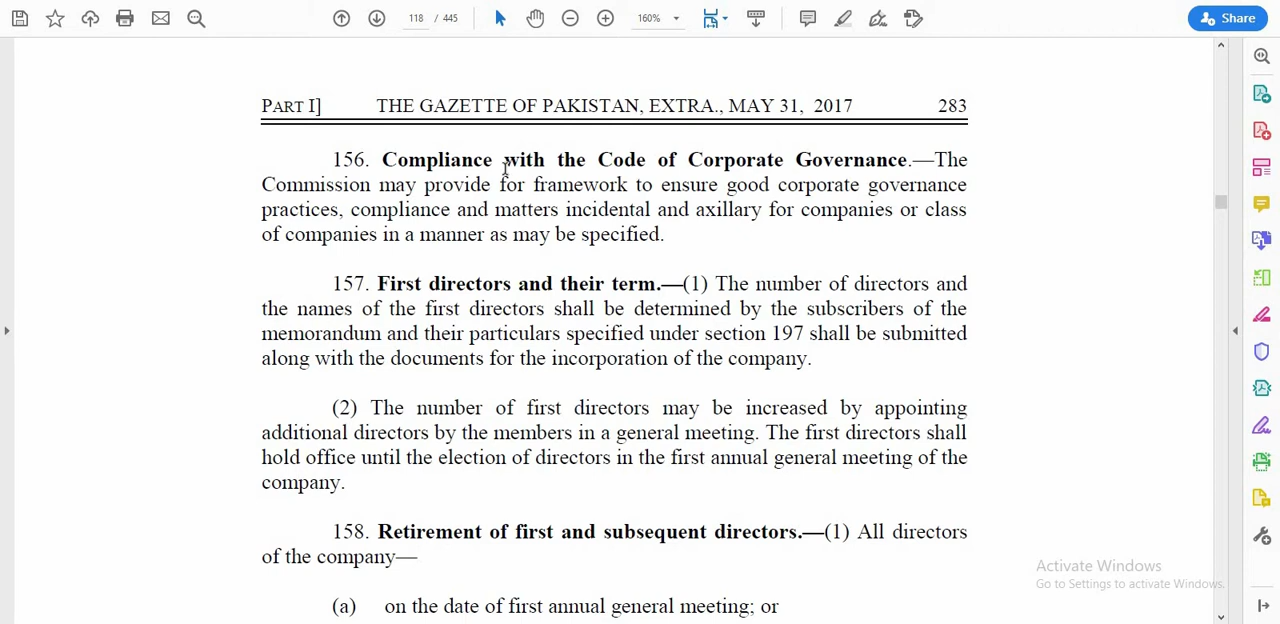 118 / 445
160%
Share
PART I] THE GAZETTE OF PAKISTAN, EXTRA., MAY 31, 2017 283
156. Compliance with the Code of Corporate Governance.—The
Commission may provide for framework to ensure good corporate governance
practices, compliance and matters incidental and axillary for companies or class
of companies in a manner as may be specified.
157. First directors and their term.—(1) The number of directors and
the names of the first directors shall be determined by the subscribers of the
memorandum and their particulars specified under section 197 shall be submitted
along with the documents for the incorporation of the company.
(2) The number of first directors may be increased by appointing
additional directors by the members in a general meeting. The first directors shall
hold office until the election of directors in the first annual general meeting of the
company.
158. Retirement of first and subsequent directors.—(1) All directors
of the company—
(a) on the date of first annual general meeting; or
Activate Windows
Go to Settings to activate Windows.